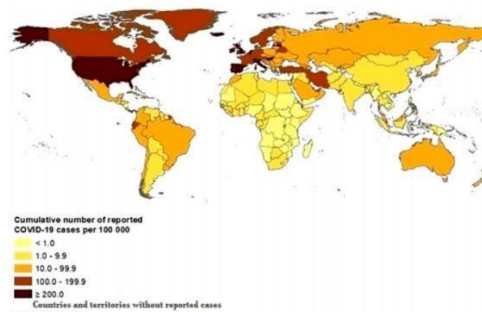 Cumulative number of reported
COVID-19 cases per 100 000
< 1.0
1.0 - 9.9
10.0 - 99.9
100.0 - 199.9
≥ 200.0
Countries and territories without reported cases